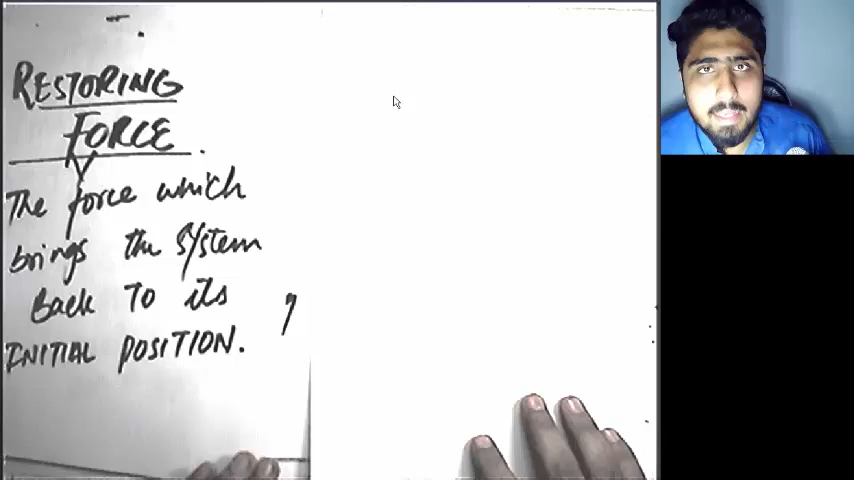 RESTORING
FORCE.
The force which
brings the system
Back TO its
INITIAL POSITION.